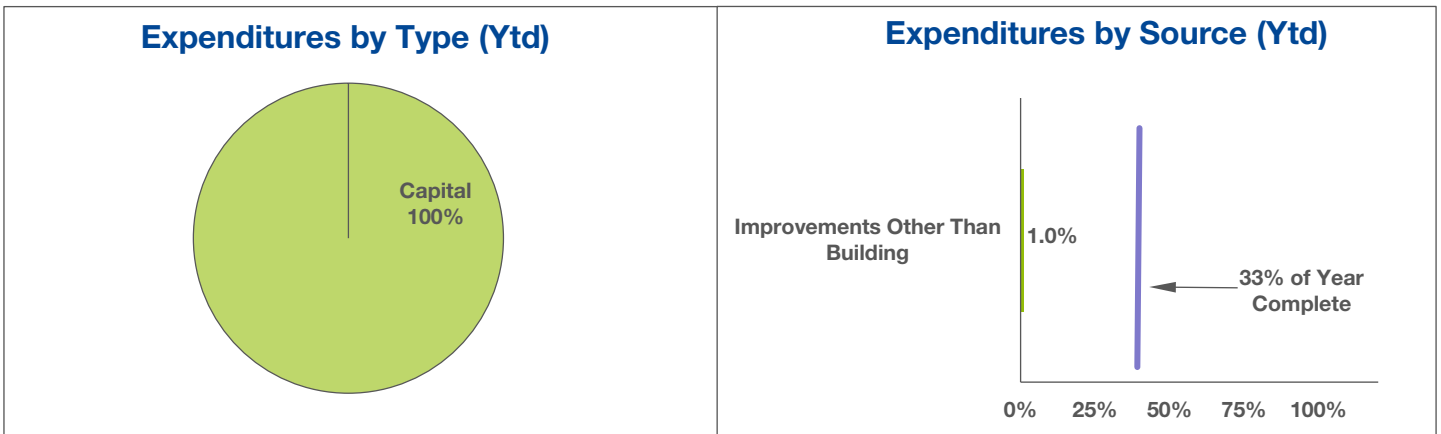 Expenditures by Type (Ytd)
Capital
100%
Expenditures by Source (Ytd)
Improvements Other Than
Building
1.0%
33% of Year
Complete
0% 25% 50% 75% 100%